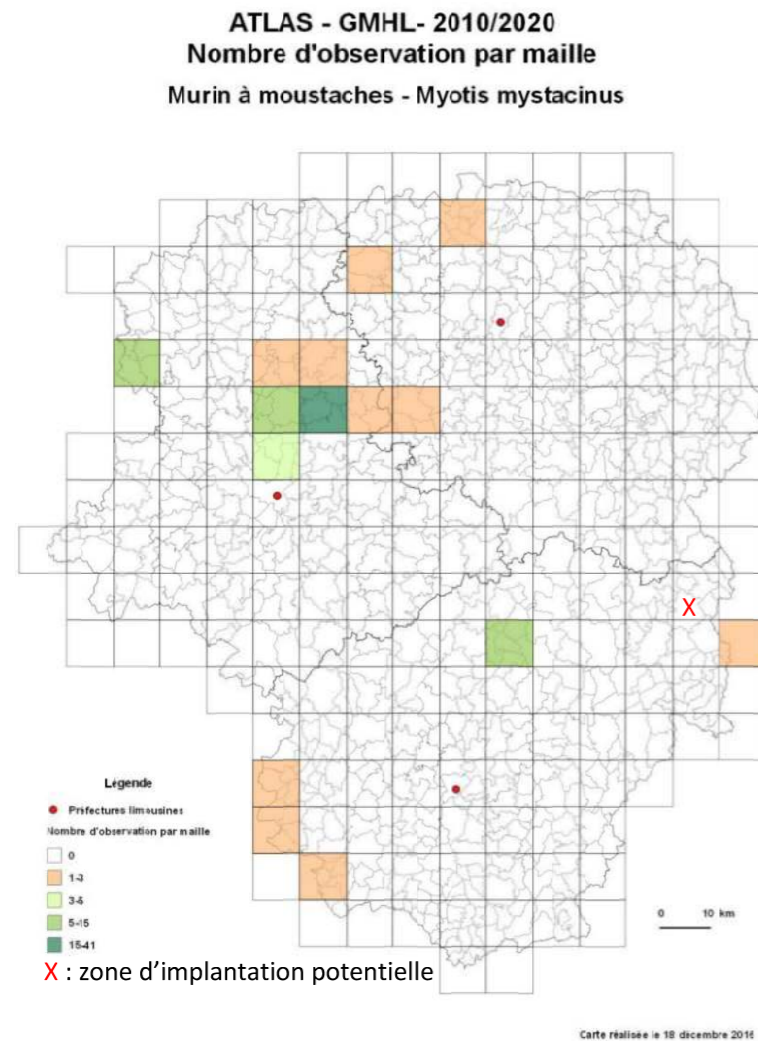 ATLAS - GMHL- 2010/2020
Nombre d'observation par maille
Murin à moustaches - Myotis mystacinus
X
Légende
Préfectures limousines
Nombre d'observation par maille
0
1-3
3-5
5-15
15-41
0 10 km
X : zone d'implantation potentielle
Carte réalisée le 18 décembre 2016